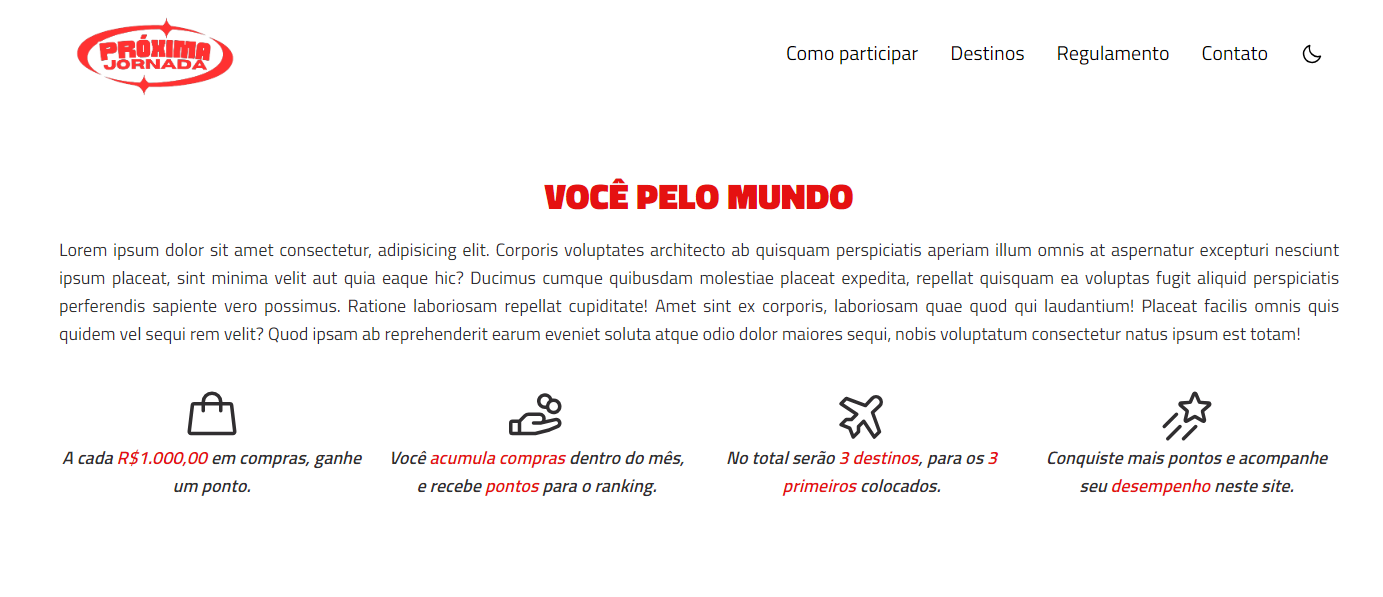 PRÓXIMA
JORNADA
Como participar Destinos Regulamento Contato
VOCÊ PELO MUNDO
Lorem ipsum dolor sit amet consectetur, adipisicing elit. Corporis voluptates architecto ab quisquam perspiciatis aperiam illum omnis at aspernatur excepturi nesciunt
ipsum placeat, sint minima velit aut quia eaque hic? Ducimus cumque quibusdam molestiae placeat expedita, repellat quisquam ea voluptas fugit aliquid perspiciatis
perferendis sapiente vero possimus. Ratione laboriosam repellat cupiditate! Amet sint ex corporis, laboriosam quae quod qui laudantium! Placeat facilis omnis quis
quidem vel sequi rem velit? Quod ipsam ab reprehenderit earum eveniet soluta atque odio dolor maiores sequi, nobis voluptatum consectetur natus ipsum est totam!
A cada R$1.000,00 em compras, ganhe
um ponto.
Você acumula compras dentro do mês,
e recebe pontos para o ranking.
No total serão 3 destinos, para os 3
primeiros colocados.
Conquiste mais pontos e acompanhe
seu desempenho neste site.